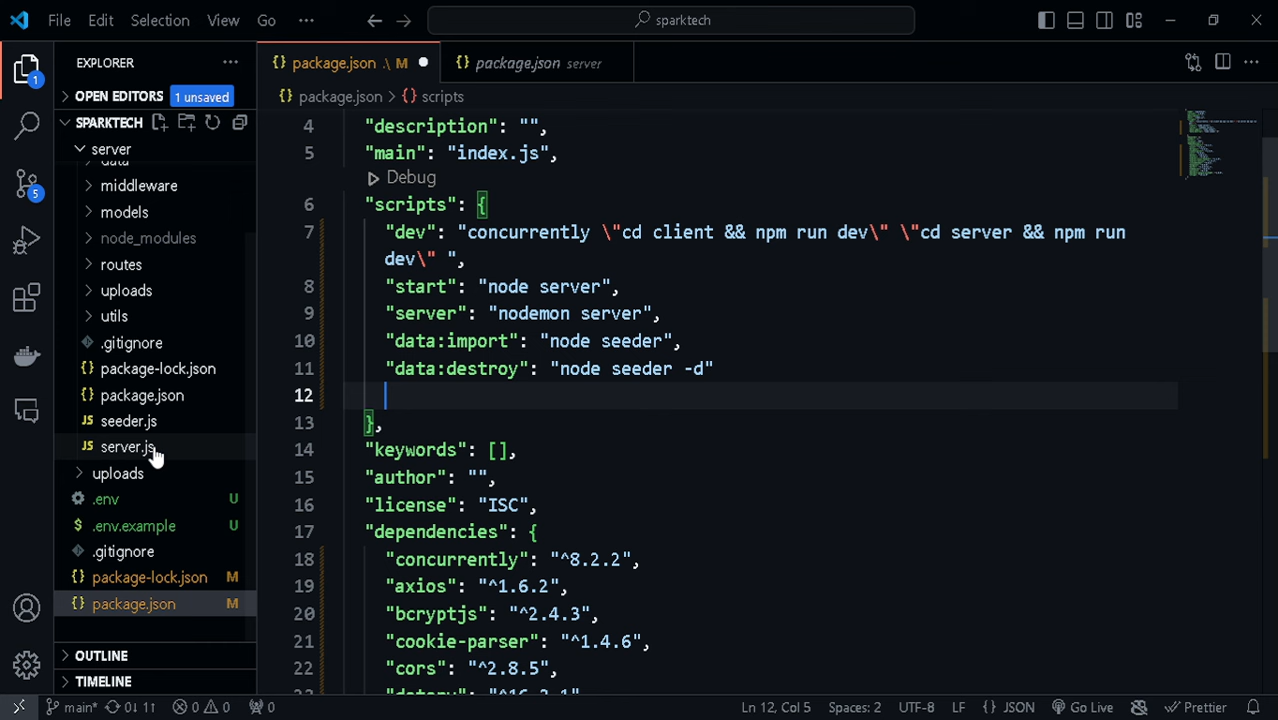 File Edit Selection View Go ··· sparktech
EXPLORER ···
OPEN EDITORS 1 unsaved
SPARKTECH
server
data
middleware
models
node_modules
routes
uploads
utils
.gitignore
package-lock.json
package.json
seeder.js
server.js
uploads
.env U
.env.example U
.gitignore
package-lock.json M
package.json M
OUTLINE
TIMELINE
1
5
package.json .\ M package.json server
package.json > scripts
4 "description": "",
5 "main": "index.js",
Debug
6 "scripts": {
7 "dev": "concurrently \"cd client && npm run dev\" \"cd server && npm run
dev\" ",
8 "start": "node server",
9 "server": "nodemon server",
10 "data:import": "node seeder",
11 "data:destroy": "node seeder -d"
12
13 },
14 "keywords": [],
15 "author": "",
16 "license": "ISC",
17 "dependencies": {
18 "concurrently": "^8.2.2",
19 "axios": "^1.6.2",
20 "bcryptjs": "^2.4.3",
21 "cookie-parser": "^1.4.6",
22 "cors": "^2.8.5",
main* 0↓ 1↑ 0 0 0 Ln 12, Col 5 Spaces: 2 UTF-8 LF {} JSON Go Live Prettier